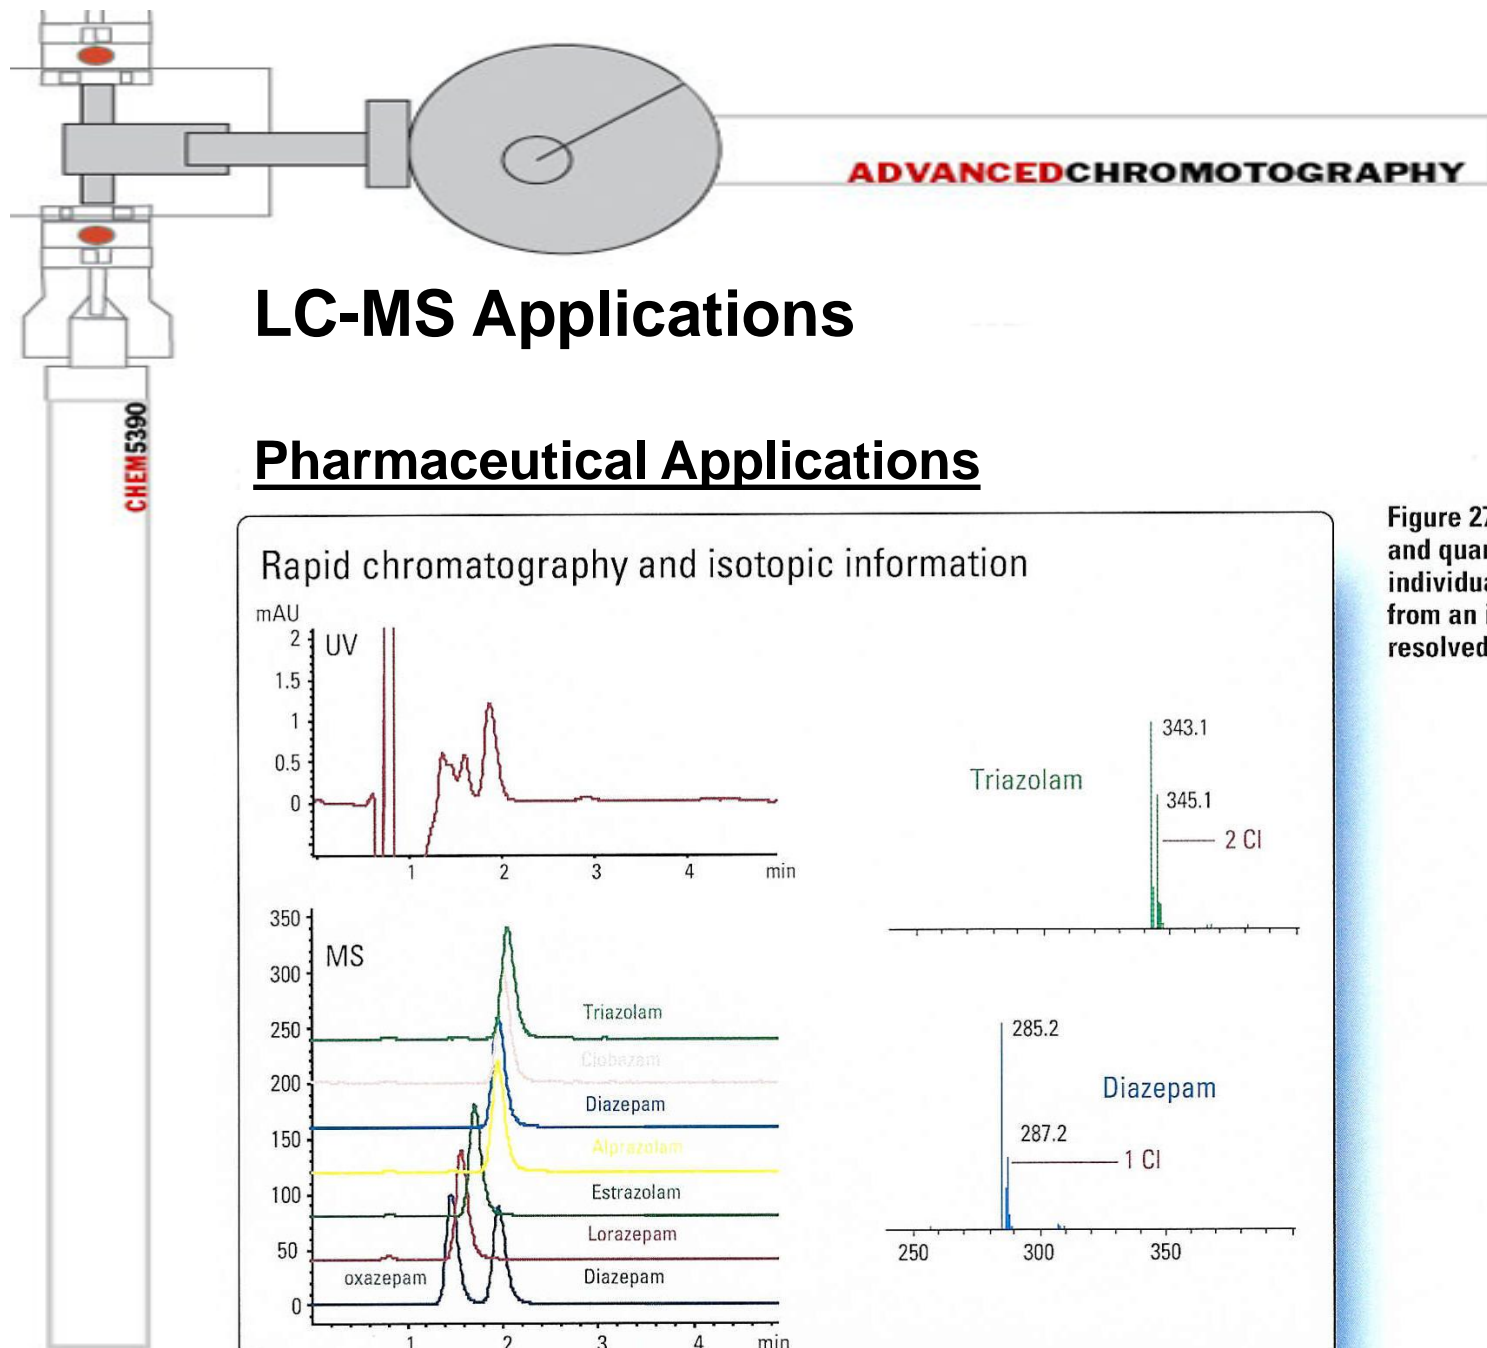 ADVANCEDCHROMOTOGRAPHY
LC-MS Applications
CHEM5390
Pharmaceutical Applications
Figure 27
and
individua
from an
resolved
Rapid chromatography and isotopic information
mAU
UV
2
1.5
1
0.5
0
1
2
3
4
min
343.1
Triazolam
345.1
2 Cl
350
MS
300
250
200
150
100
50
0
Triazolam
Clobazam
Diazepam
Alprazolam
Estrazolam
Lorazepam
oxazepam
Diazepam
1
2
3
4
min
285.2
Diazepam
287.2
1 Cl
250
300
350